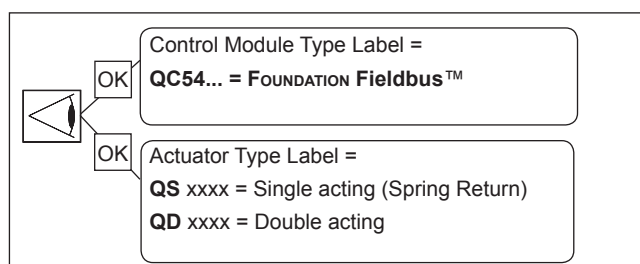 Control Module Type Label =
OK
QC54... = FOUNDATION Fieldbus™
OK
Actuator Type Label =
QS xxxx = Single acting (Spring Return)
QD xxxx = Double acting